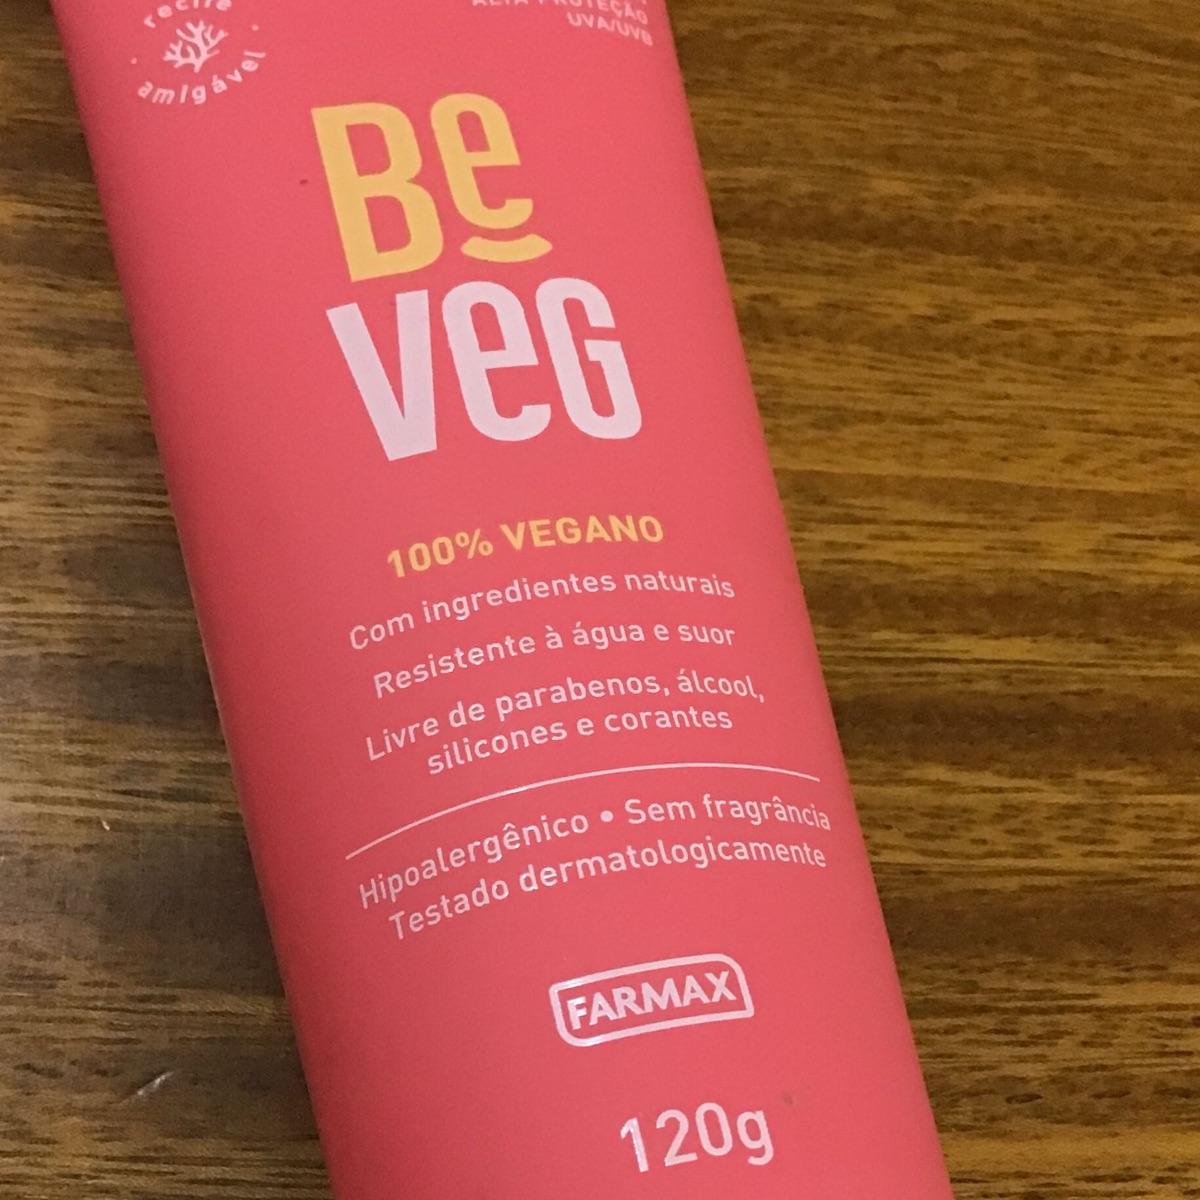 recife
amigável
ALTA PROTEÇÃO
UVA/UVB
Be
VeG
100% VEGANO
Com ingredientes naturais
Resistente à água e suor
Livre de parabenos, álcool,
silicones e corantes
Hipoalergênico • Sem fragrância
Testado dermatologicamente
FARMAX
120g